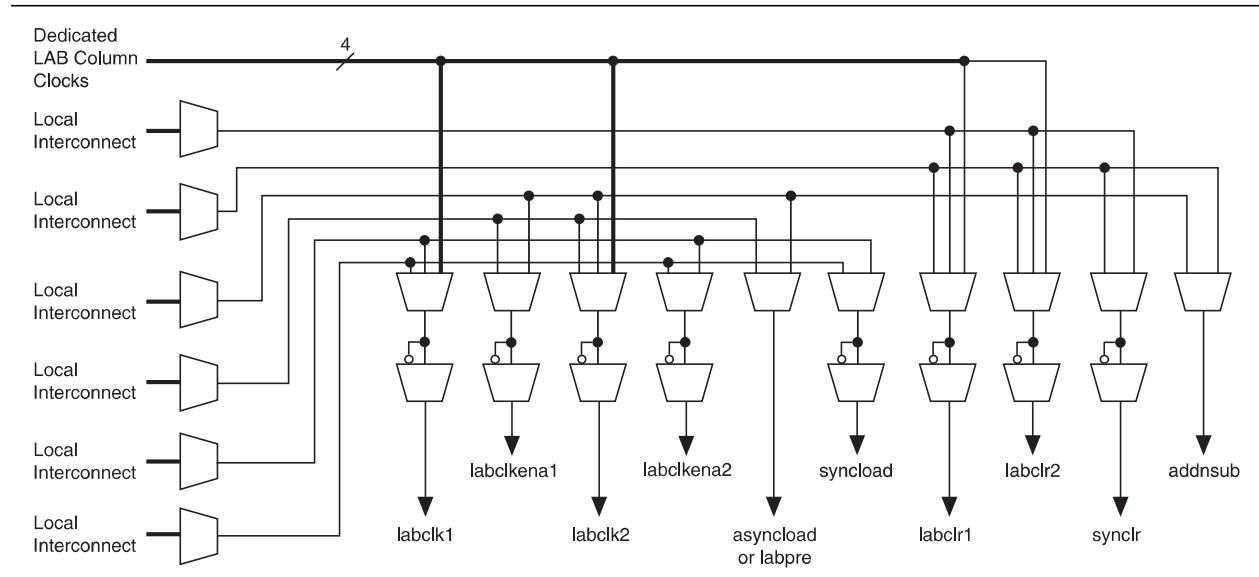 Dedicated
LAB Column
Clocks
4
Local
Interconnect
Local
Interconnect
Local
Interconnect
Local
Interconnect
Local
Interconnect
Local
Interconnect
labclkena1
labclkena2
syncload
labclr2
addnsub
labclk1
labclk2
asyncload
or labpre
labclr1
synclr